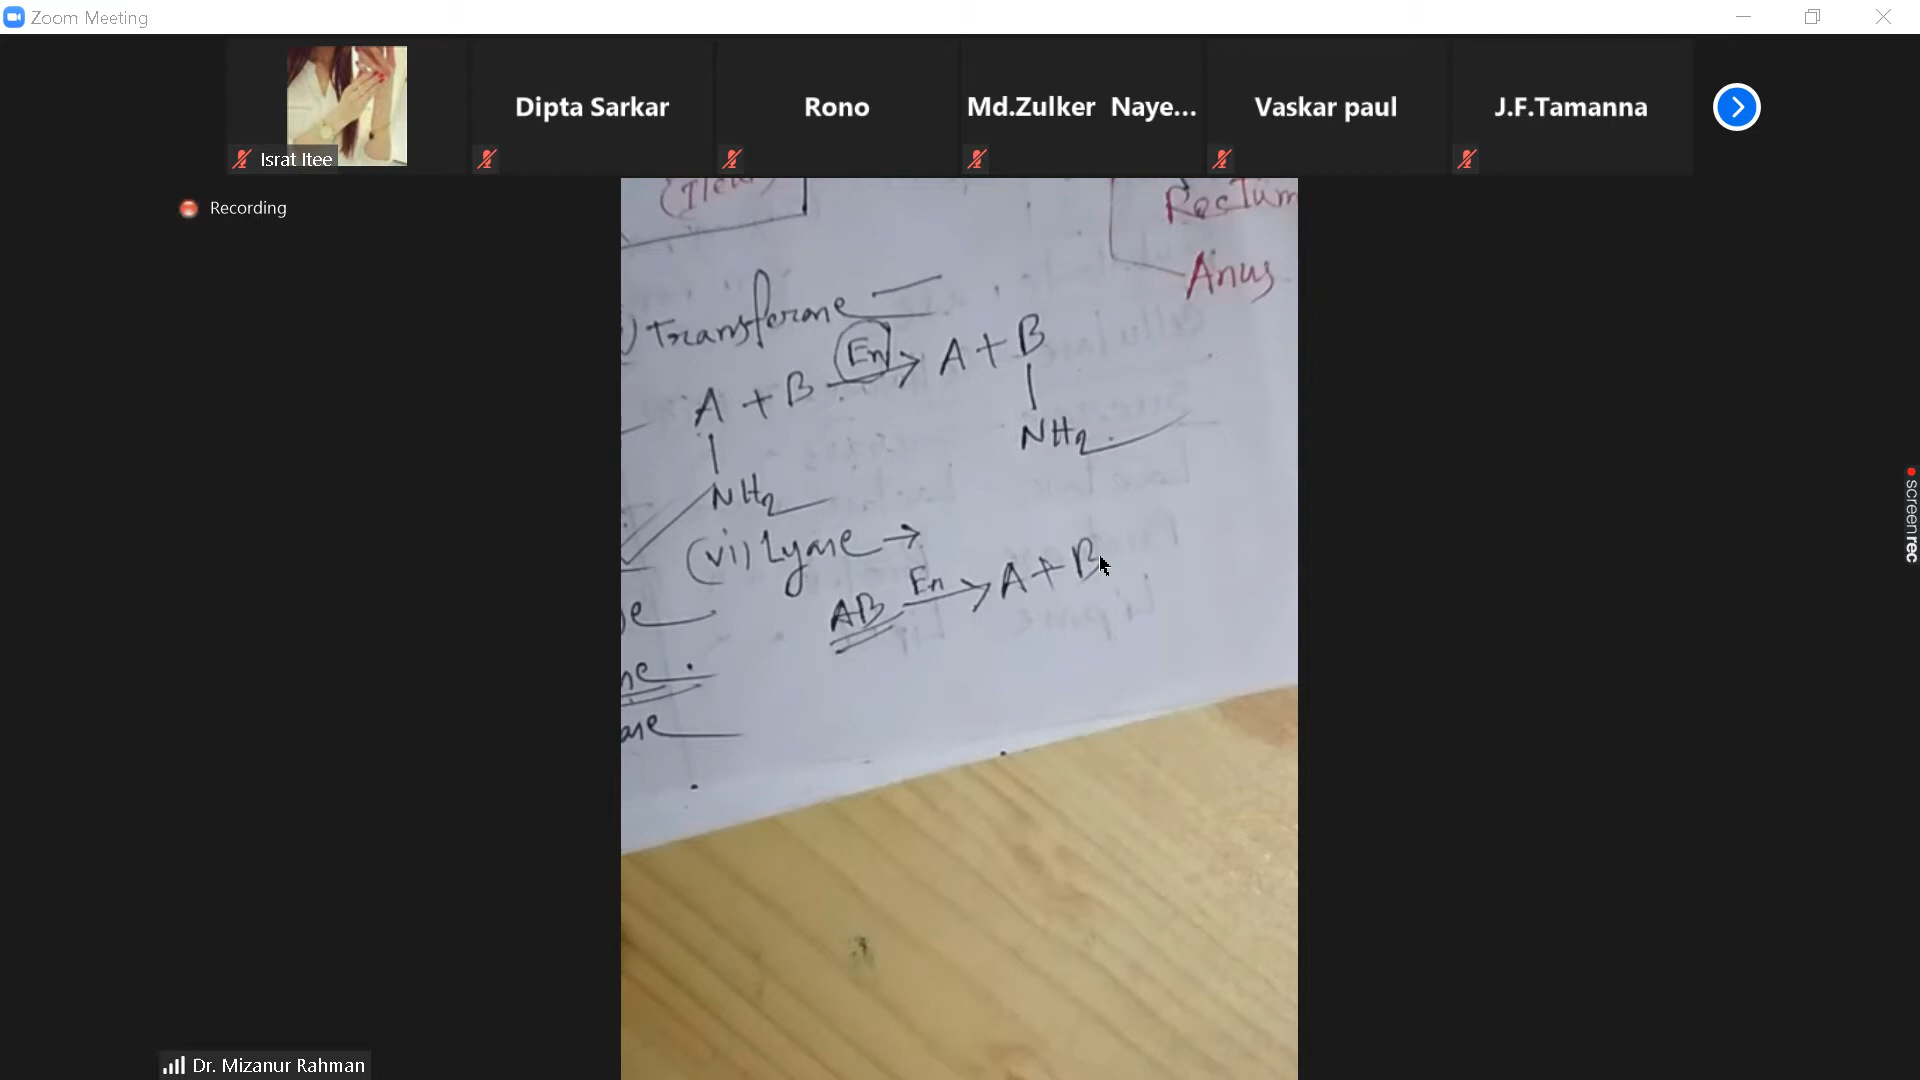 Zoom Meeting
Dipta Sarkar
Rono
Md.Zulker Naye...
Vaskar paul
J.F.Tamanna
Israt Itee
Recording
Rectum
Anus
Transferase
A + B En → A + B
NH2
NH2
(vi) Lyase →
AB En → A + B
screenrec
Dr. Mizanur Rahman